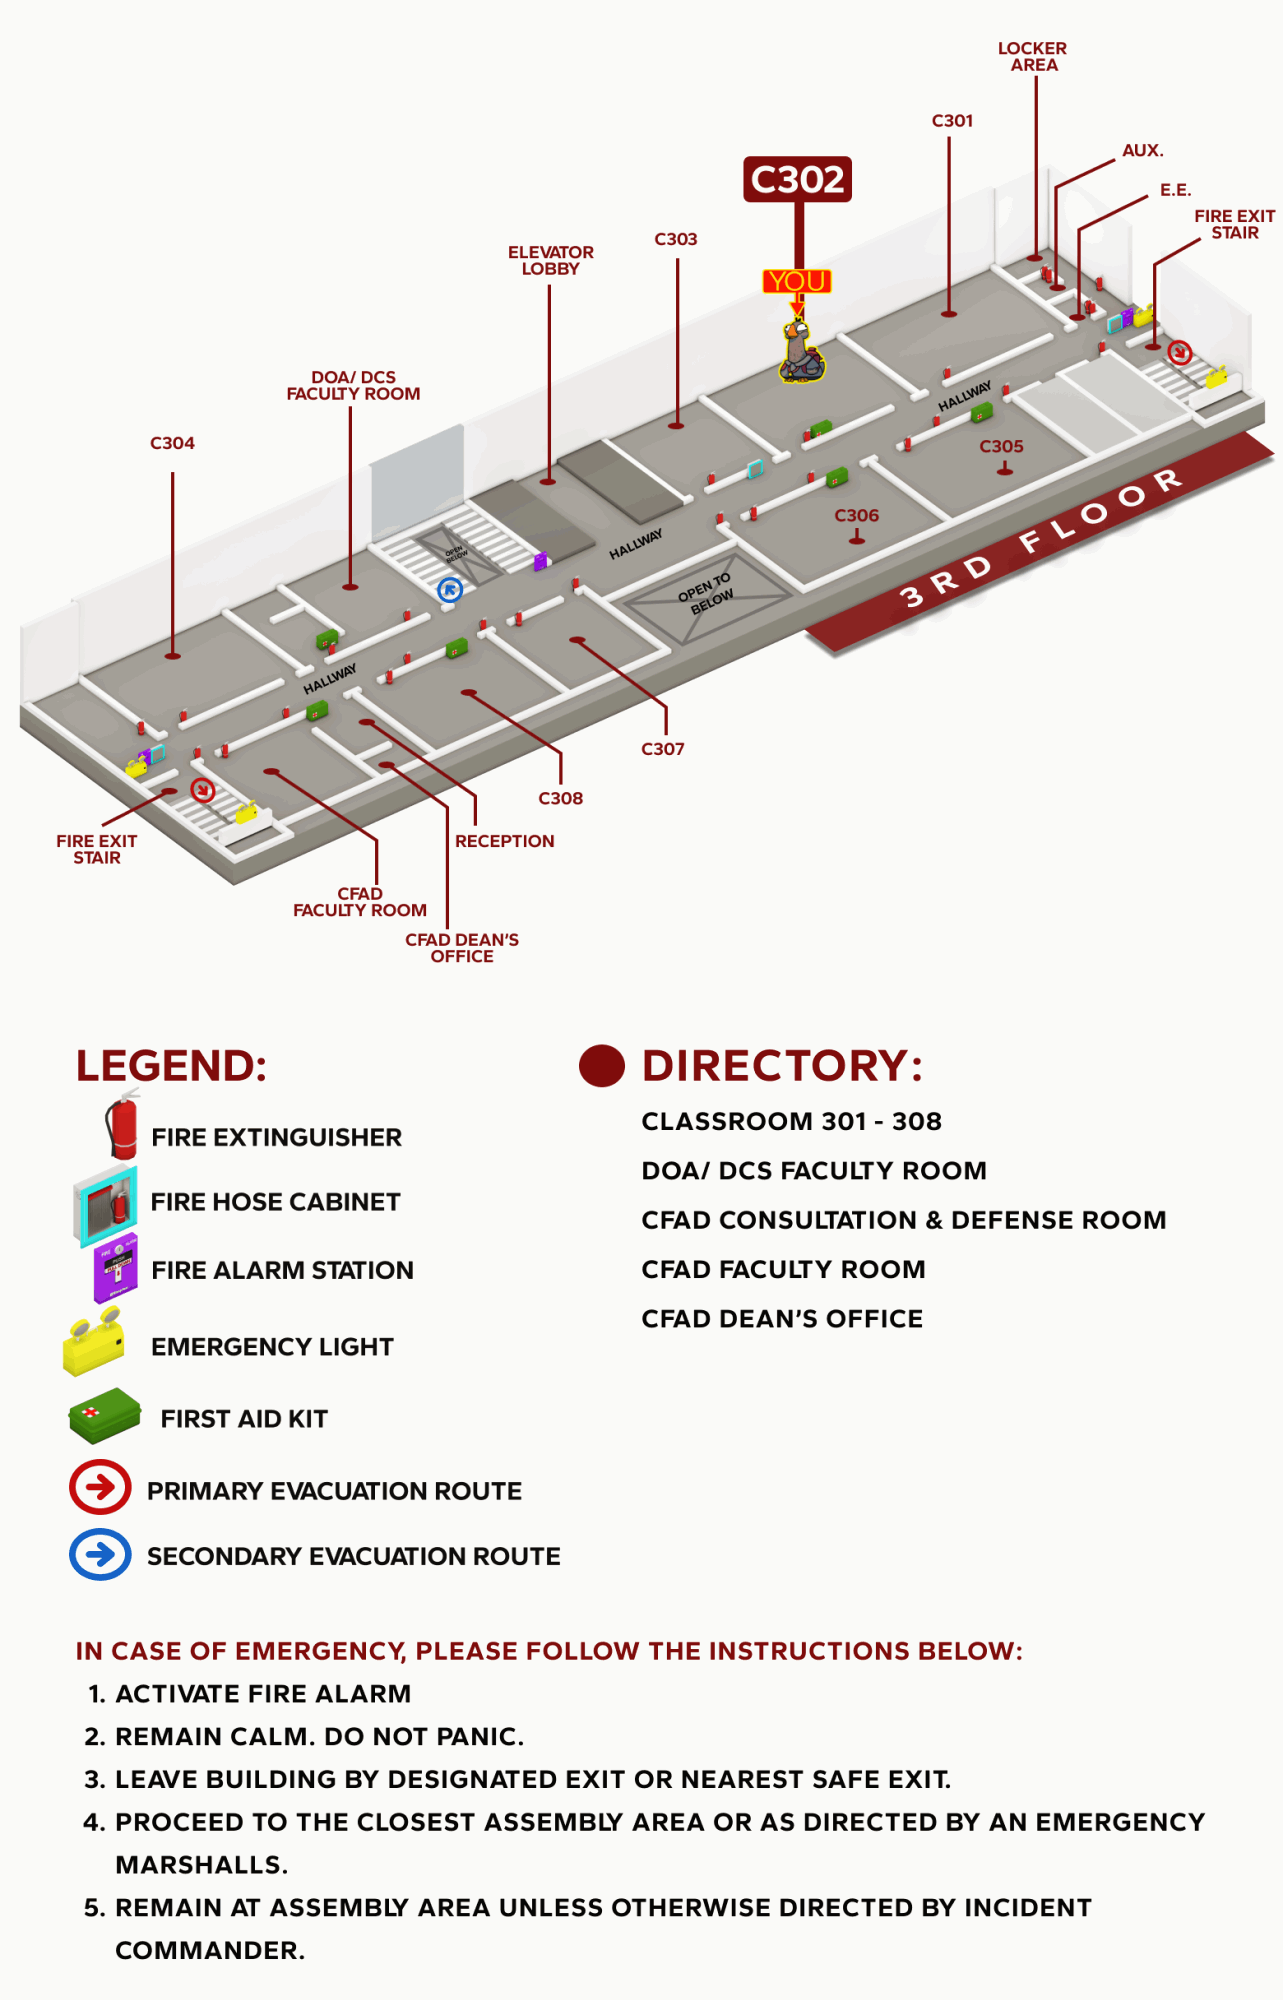 LOCKER
AREA
C301
AUX.
C302
E.E.
FIRE EXIT
STAIR
C303
ELEVATOR
LOBBY
YOU
DOA/ DCS
FACULTY ROOM
C304
HALLWAY
C305
3RD FLOOR
C306
HALLWAY
OPEN
BELOW
OPEN TO
BELOW
HALLWAY
C307
C308
FIRE EXIT
STAIR
RECEPTION
CFAD
FACULTY ROOM
CFAD DEAN'S
OFFICE
LEGEND:
FIRE EXTINGUISHER
FIRE HOSE CABINET
FIRE ALARM STATION
EMERGENCY LIGHT
FIRST AID KIT
PRIMARY EVACUATION ROUTE
SECONDARY EVACUATION ROUTE
DIRECTORY:
CLASSROOM 301 - 308
DOA/ DCS FACULTY ROOM
CFAD CONSULTATION & DEFENSE ROOM
CFAD FACULTY ROOM
CFAD DEAN'S OFFICE
IN CASE OF EMERGENCY, PLEASE FOLLOW THE INSTRUCTIONS BELOW:
1. ACTIVATE FIRE ALARM
2. REMAIN CALM. DO NOT PANIC.
3. LEAVE BUILDING BY DESIGNATED EXIT OR NEAREST SAFE EXIT.
4. PROCEED TO THE CLOSEST ASSEMBLY AREA OR AS DIRECTED BY AN EMERGENCY
MARSHALLS.
5. REMAIN AT ASSEMBLY AREA UNLESS OTHERWISE DIRECTED BY INCIDENT
COMMANDER.